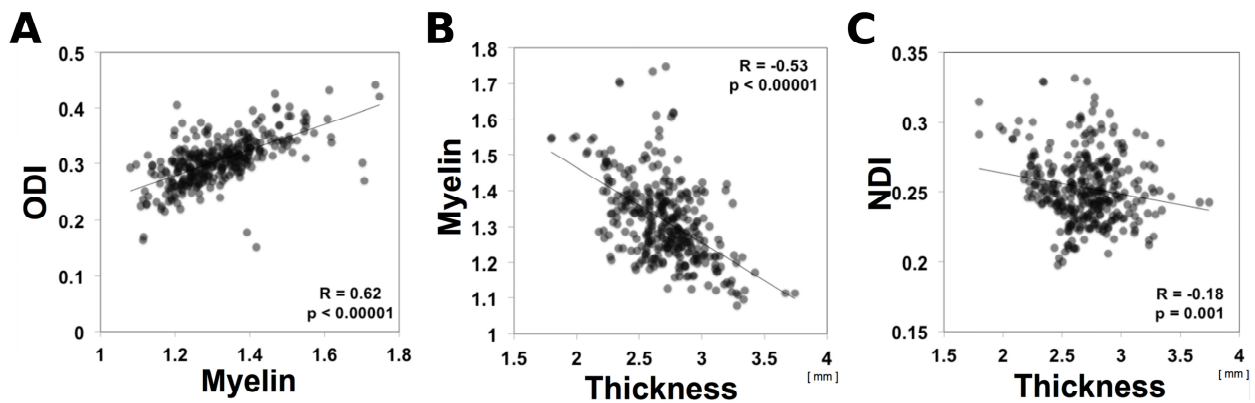 A
0.5
0.4
0.3
0.2
0.1
0
ODI
R = 0.62
p < 0.00001
1 1.2 1.4 1.6 1.8
Myelin
B
1.8
1.7
1.6
1.5
1.4
1.3
1.2
1.1
1
Myelin
R = -0.53
p < 0.00001
1.5 2 2.5 3 3.5 4
[ mm ]
Thickness
C
0.35
0.3
0.25
0.2
0.15
NDI
R = -0.18
p = 0.001
1.5 2 2.5 3 3.5 4
[ mm ]
Thickness